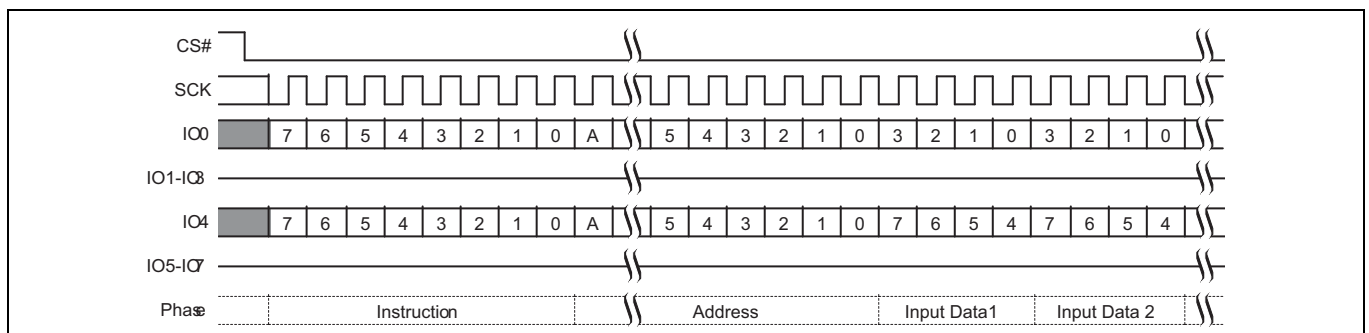 CS#
SCK
IO0 7 6 5 4 3 2 1 0 A 5 4 3 2 1 0 3 2 1 0 3 2 1 0
IO1-IO3
IO4 7 6 5 4 3 2 1 0 A 5 4 3 2 1 0 7 6 5 4 7 6 5 4
IO5-IO7
Phase Instruction Address Input Data1 Input Data 2